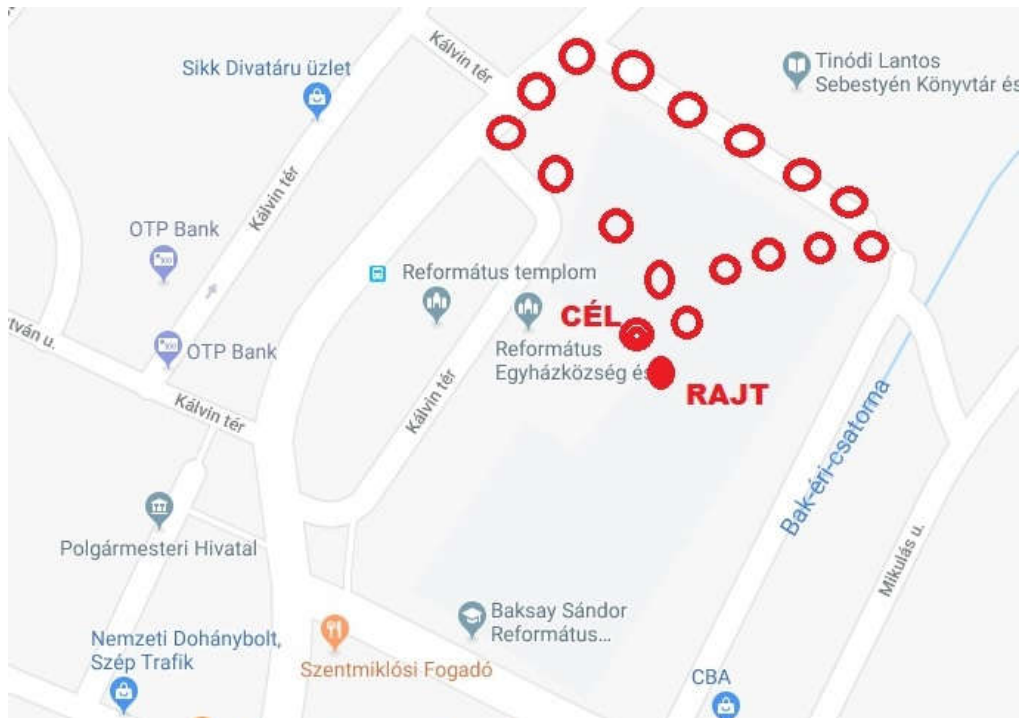 Kálvin tér
Tinódi Lantos
Sebestyén Könyvtár és
Sikk Divatáru üzlet
Kálvin tér
OTP Bank
Református templom
CÉL
tván u.
OTP Bank
Református
Egyházközség és
RAJT
Kálvin tér
Kálvin tér
Bak-éri-csatorna
Polgármesteri Hivatal
Mikulás u.
Baksay Sándor
Református...
Nemzeti Dohánybolt,
Szép Trafik
Szentmiklósi Fogadó
CBA